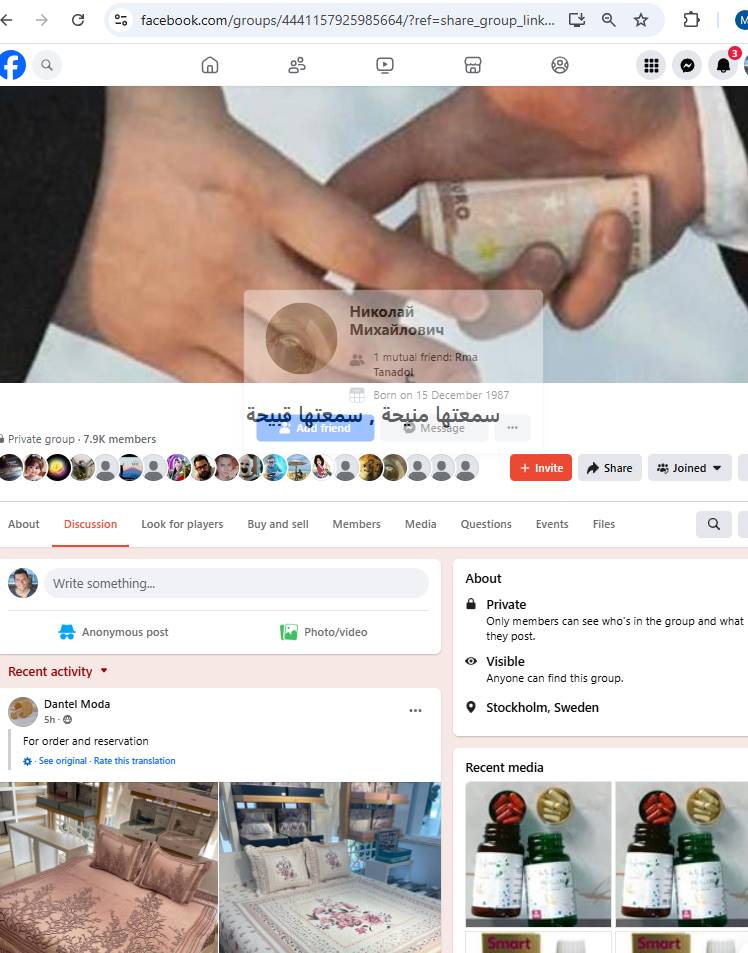 facebook.com/groups/4441157925985664/?ref=share_group_link...
M
3
EURO
Николай
Михайлович
1 mutual friend: Rma
Tanadol
Born on 15 December 1987
سمعتها منيحة , سمعتها قبيحة
Add friend
Message
Private group · 7.9K members
+ Invite
Share
Joined
About
Discussion
Look for players
Buy and sell
Members
Media
Questions
Events
Files
Write something...
Anonymous post
Photo/video
Recent activity
Dantel Moda
5h ·
For order and reservation
· See original · Rate this translation
About
Private
Only members can see who's in the group and what
they post.
Visible
Anyone can find this group.
Stockholm, Sweden
Recent media
Smart
Smart